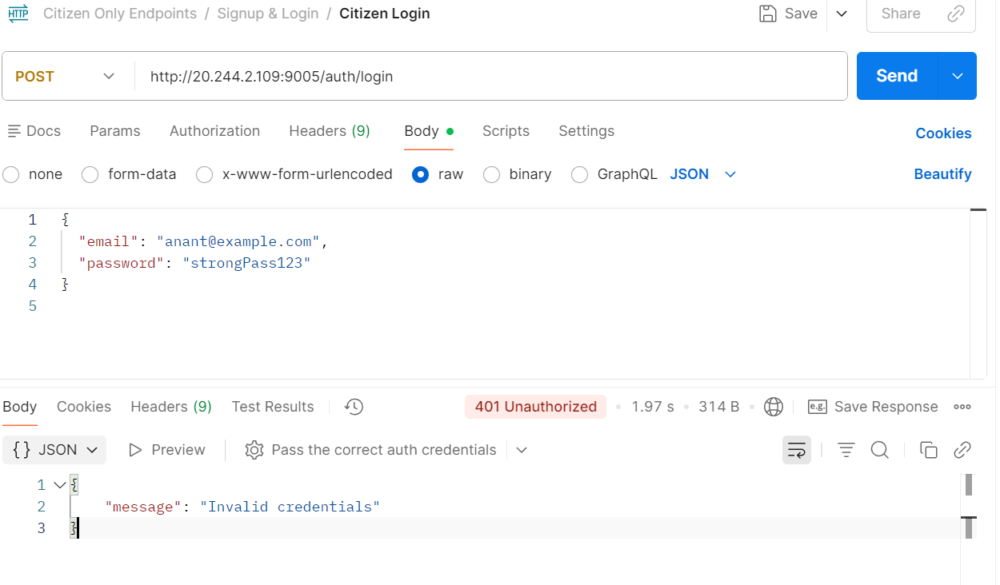 HTTP Citizen Only Endpoints / Signup & Login / Citizen Login Save Share
POST http://20.244.2.109:9005/auth/login Send
Docs Params Authorization Headers (9) Body Scripts Settings Cookies
none form-data x-www-form-urlencoded raw binary GraphQL JSON Beautify
1 {
2 "email": "anant@example.com",
3 "password": "strongPass123"
4 }
5
Body Cookies Headers (9) Test Results 401 Unauthorized • 1.97 s • 314 B • e.g. Save Response
{} JSON Preview Pass the correct auth credentials
1 {
2 "message": "Invalid credentials"
3 }